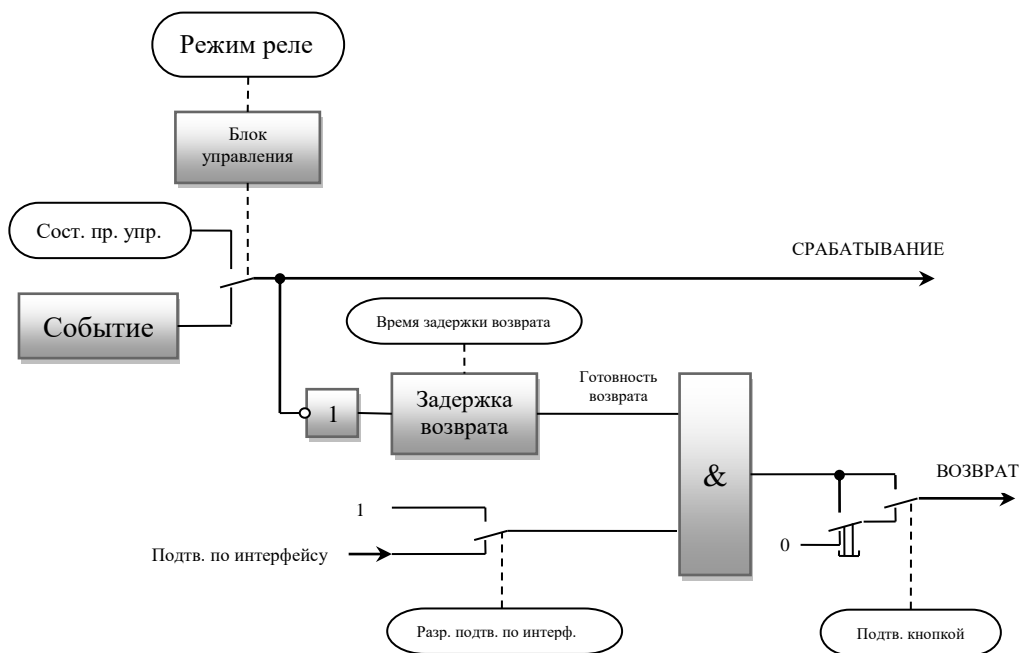 Режим реле
Блок
управления
Сост. пр. упр.
СРАБАТЫВАНИЕ
Событие
Время задержки возврата
Готовность
возврата
1
Задержка
возврата
&
ВОЗВРАТ
1
0
Подтв. по интерфейсу
Разр. подтв. по интерф.
Подтв. кнопкой